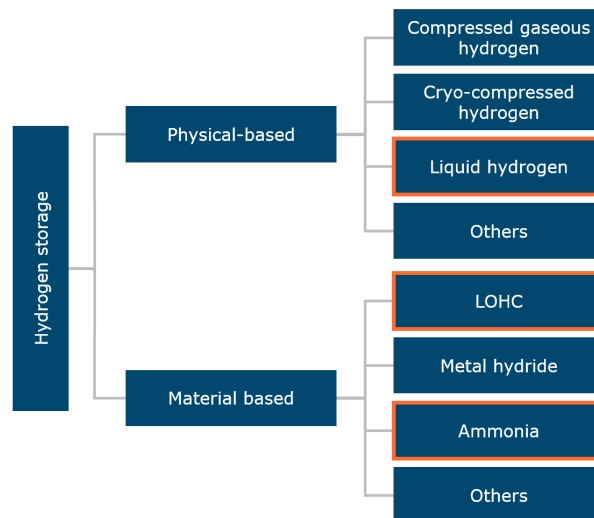 Hydrogen storage
Physical-based
Compressed gaseous
hydrogen
Cryo-compressed
hydrogen
Liquid hydrogen
Others
Material based
LOHC
Metal hydride
Ammonia
Others